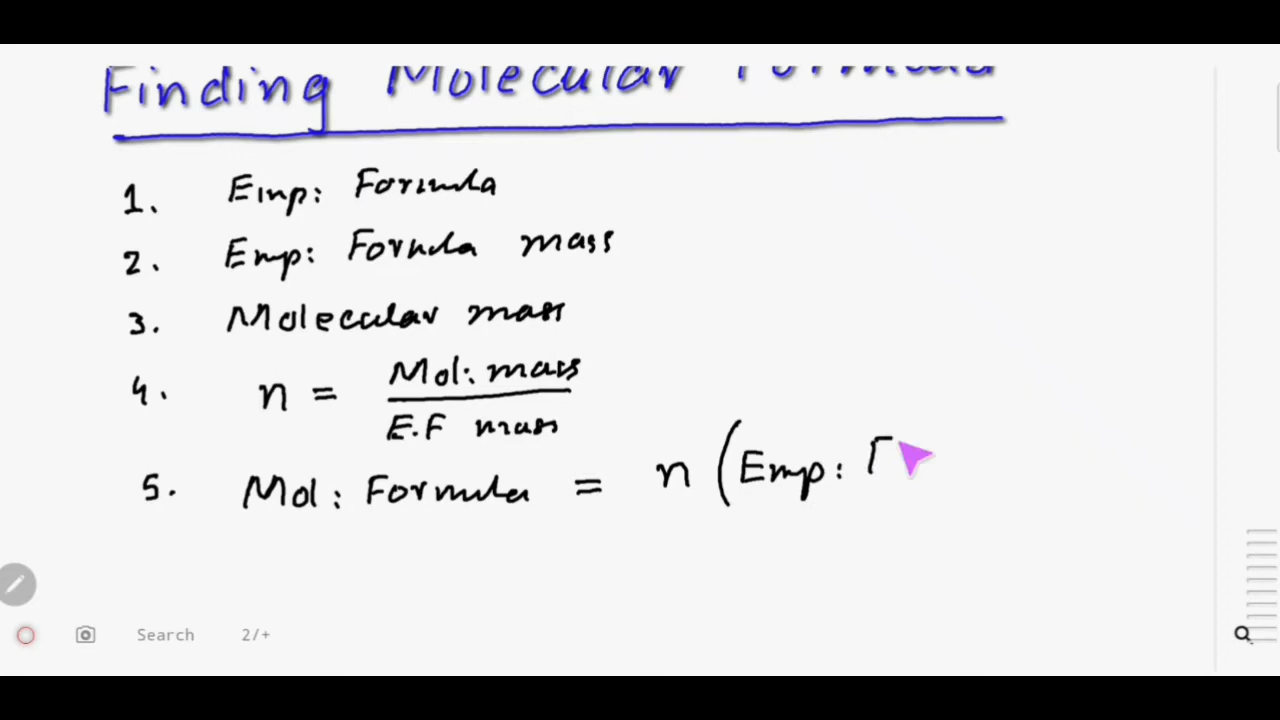 Finding Molecular Formula
1. Emp: Formula
2. Emp: Formula mass
3. Molecular mass
4. n = Mol: mass
E.F mass
5. Mol: Formula = n (Emp: F
Search 2/+